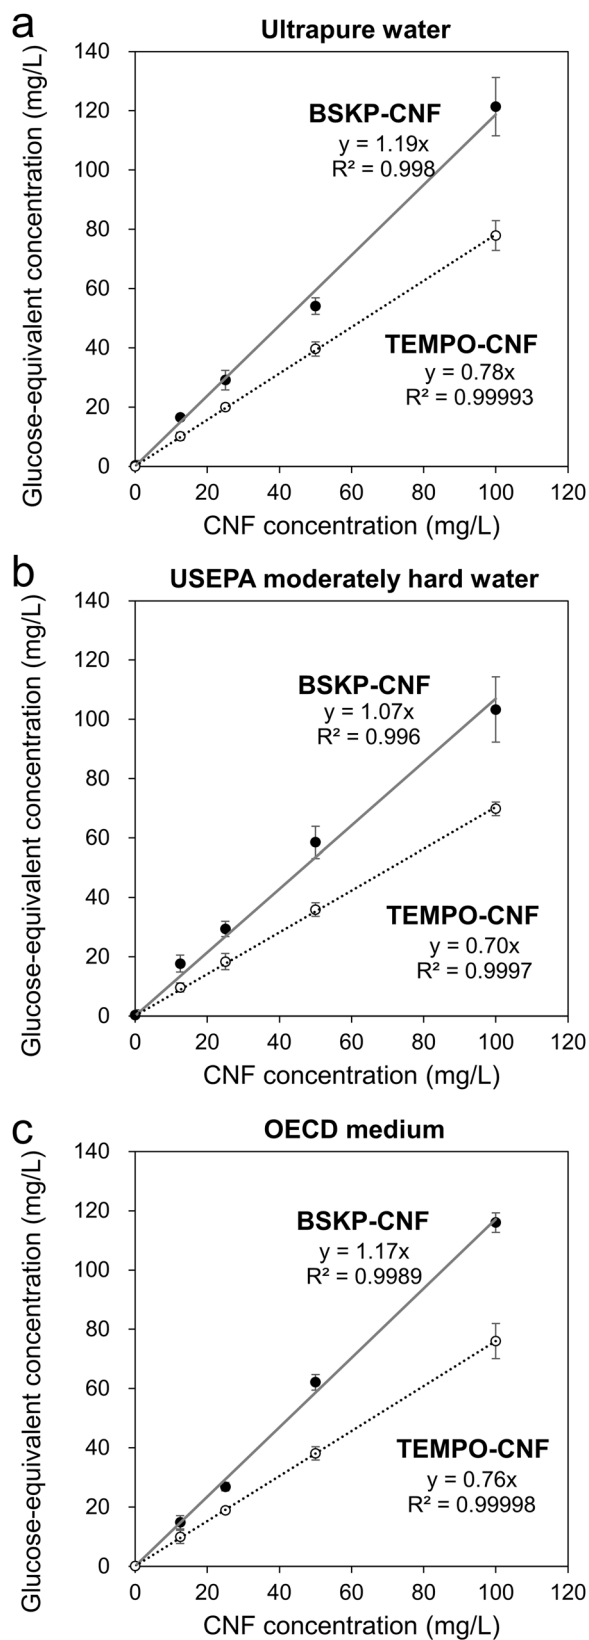 a
Ultrapure water
Glucose-equivalent concentration (mg/L)
140
120
100
80
60
40
20
0
BSKP-CNF
y = 1.19x
R² = 0.998
TEMPO-CNF
y = 0.78x
R² = 0.99993
0 20 40 60 80 100 120
CNF concentration (mg/L)
b
USEPA moderately hard water
Glucose-equivalent concentration (mg/L)
140
120
100
80
60
40
20
0
BSKP-CNF
y = 1.07x
R² = 0.996
TEMPO-CNF
y = 0.70x
R² = 0.9997
0 20 40 60 80 100 120
CNF concentration (mg/L)
c
OECD medium
Glucose-equivalent concentration (mg/L)
140
120
100
80
60
40
20
0
BSKP-CNF
y = 1.17x
R² = 0.9989
TEMPO-CNF
y = 0.76x
R² = 0.99998
0 20 40 60 80 100 120
CNF concentration (mg/L)